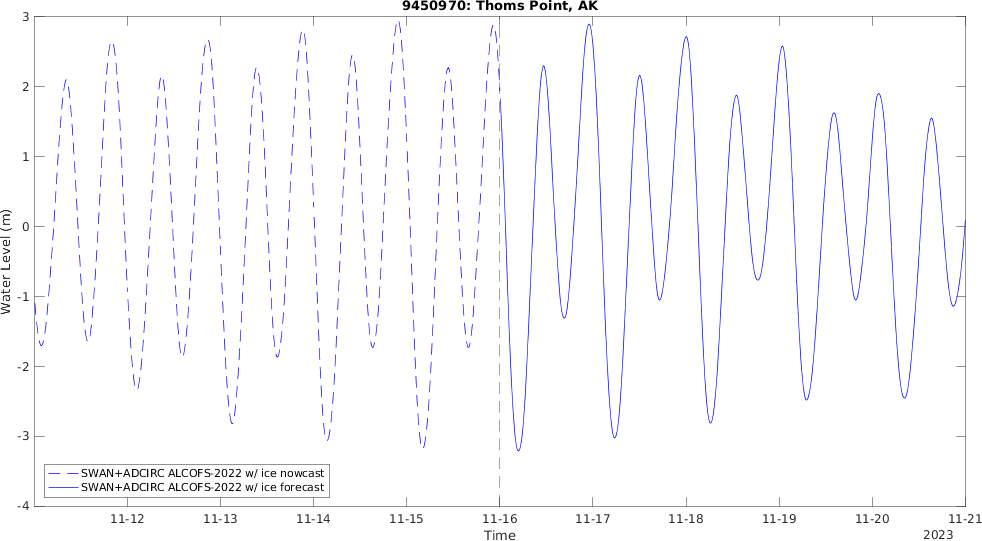 9450970: Thoms Point, AK
3
2
1
0
-1
-2
-3
-4
Water Level (m)
SWAN+ADCIRC ALCOFS-2022 w/ ice nowcast
SWAN+ADCIRC ALCOFS-2022 w/ ice forecast
11-12 11-13 11-14 11-15 11-16 11-17 11-18 11-19 11-20 11-21
Time
2023